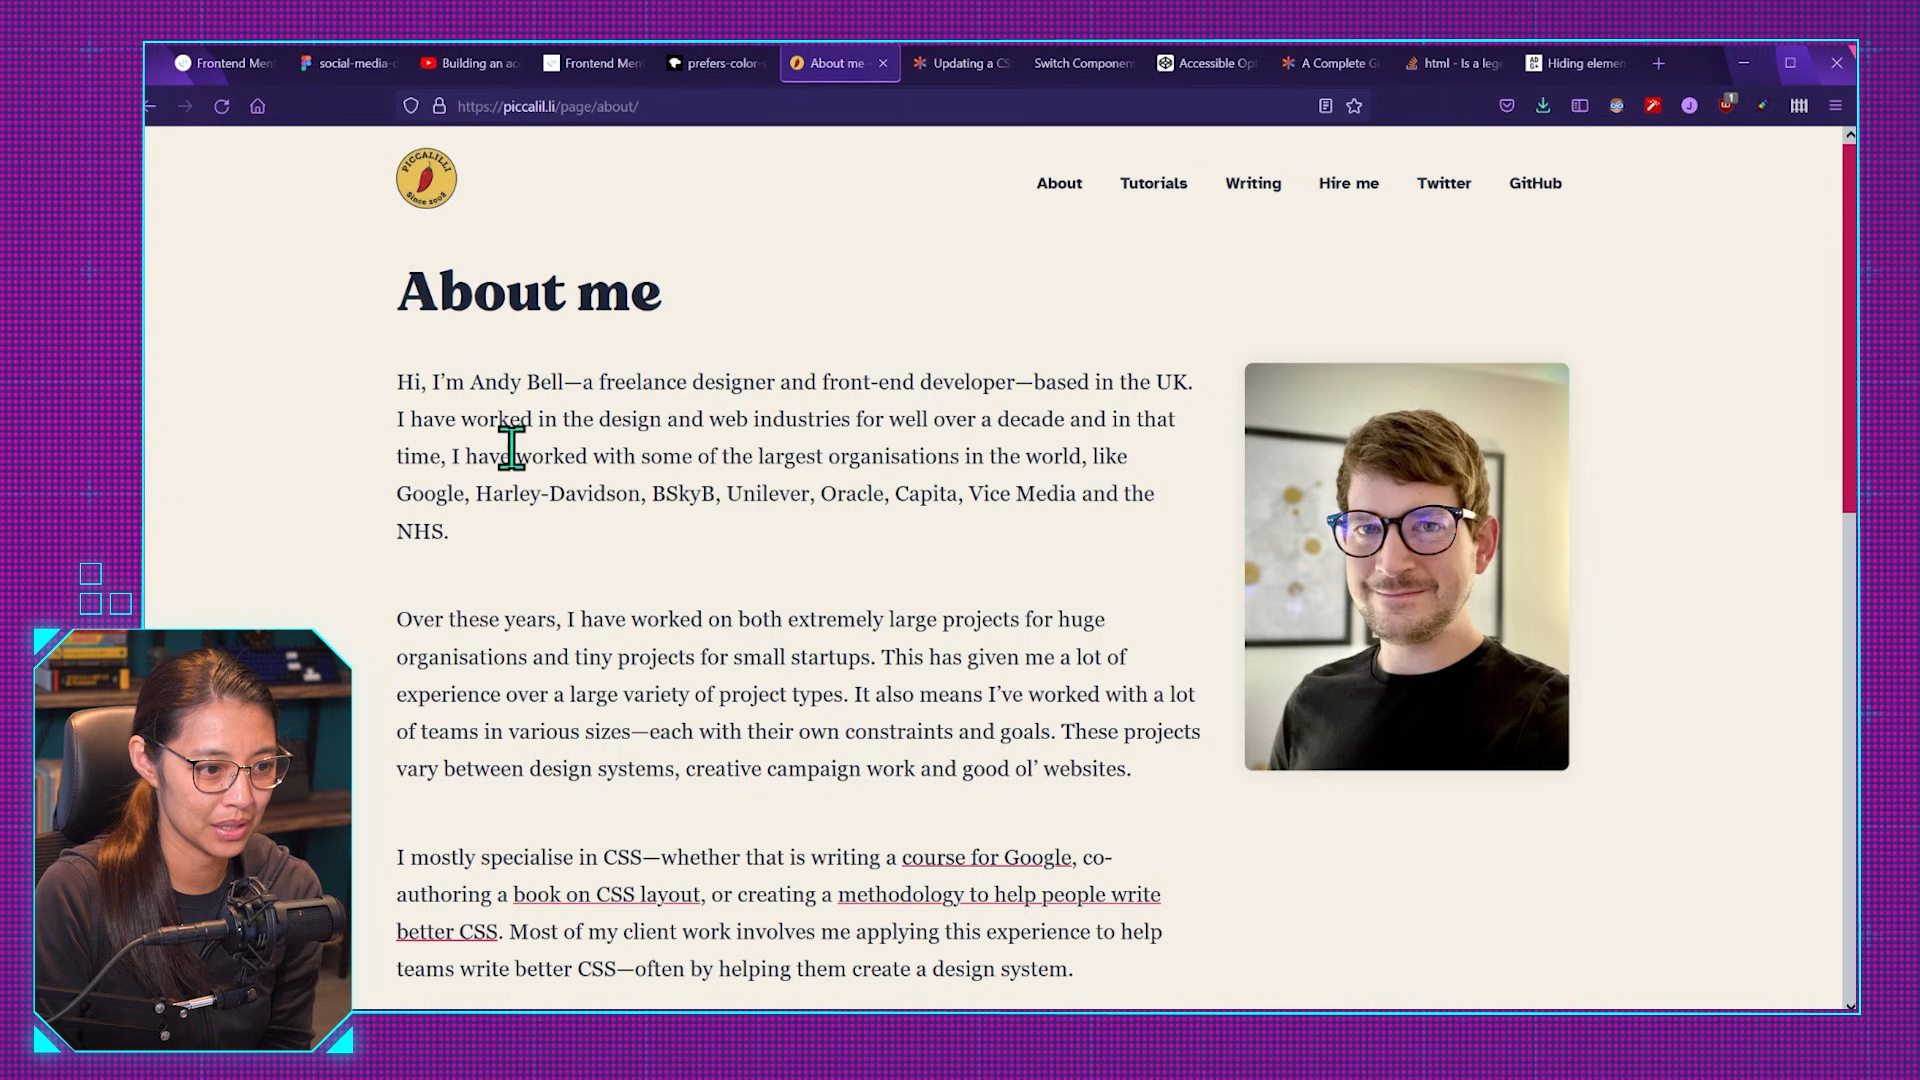 Frontend Men
social-media-
Building an ac
Frontend Ment
prefers-color-s
About me -
Updating a CS
Switch Component
Accessible Opt
A Complete Gu
html - Is a lege
Hiding elemen
https://piccalil.li/page/about/
1
PICCALILLI
Since 2008
About
Tutorials
Writing
Hire me
Twitter
GitHub
About me
Hi, I’m Andy Bell—a freelance designer and front-end developer—based in the UK.
I have worked in the design and web industries for well over a decade and in that
time, I have worked with some of the largest organisations in the world, like
Google, Harley-Davidson, BSkyB, Unilever, Oracle, Capita, Vice Media and the
NHS.
Over these years, I have worked on both extremely large projects for huge
organisations and tiny projects for small startups. This has given me a lot of
experience over a large variety of project types. It also means I’ve worked with a lot
of teams in various sizes—each with their own constraints and goals. These projects
vary between design systems, creative campaign work and good ol’ websites.
I mostly specialise in CSS—whether that is writing a course for Google, co-
authoring a book on CSS layout, or creating a methodology to help people write
better CSS. Most of my client work involves me applying this experience to help
teams write better CSS—often by helping them create a design system.